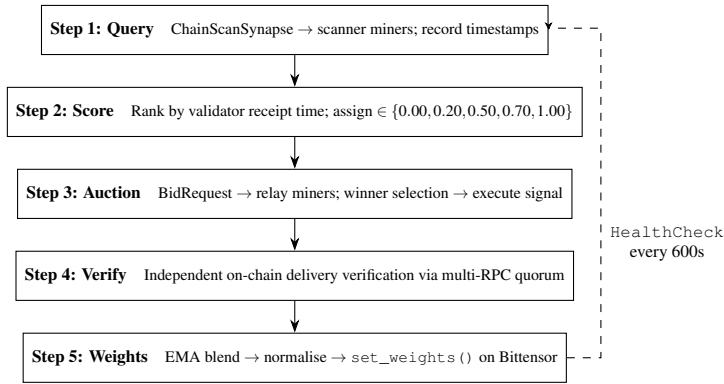 Step 1: Query ChainScanSynapse → scanner miners; record timestamps
Step 2: Score Rank by validator receipt time; assign ∈ {0.00, 0.20, 0.50, 0.70, 1.00}
Step 3: Auction BidRequest → relay miners; winner selection → execute signal
Step 4: Verify Independent on-chain delivery verification via multi-RPC quorum
Step 5: Weights EMA blend → normalise → set_weights() on Bittensor
HealthCheck
every 600s